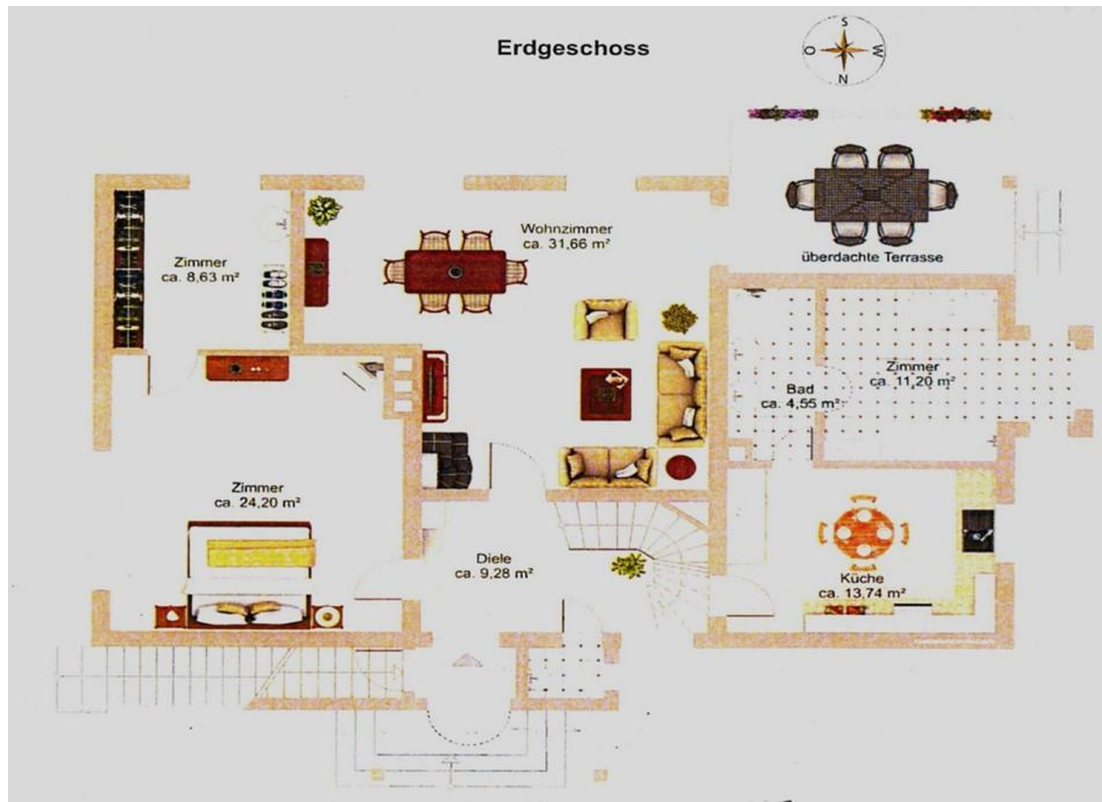 Erdgeschoss
S
O
W
N
Wohnzimmer
ca. 31,66 m²
Zimmer
ca. 8,63 m²
überdachte Terrasse
Zimmer
ca. 11,20 m²
Bad
ca. 4,55 m²
Zimmer
ca. 24,20 m²
Diele
ca. 9,28 m²
Küche
ca. 13,74 m²